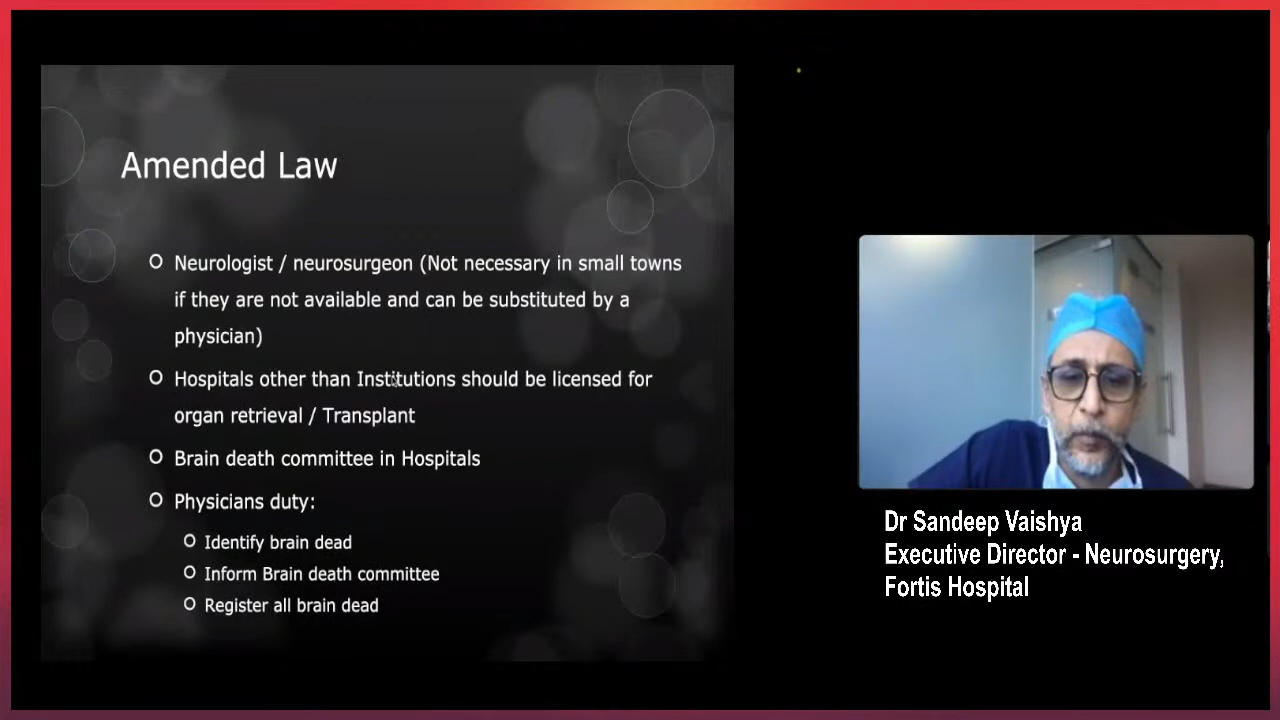 Amended Law
Neurologist / neurosurgeon (Not necessary in small towns
if they are not available and can be substituted by a
physician)
Hospitals other than Institutions should be licensed for
organ retrieval / Transplant
Brain death committee in Hospitals
Physicians duty:
Identify brain dead
Inform Brain death committee
Register all brain dead
Dr Sandeep Vaishya
Executive Director - Neurosurgery,
Fortis Hospital